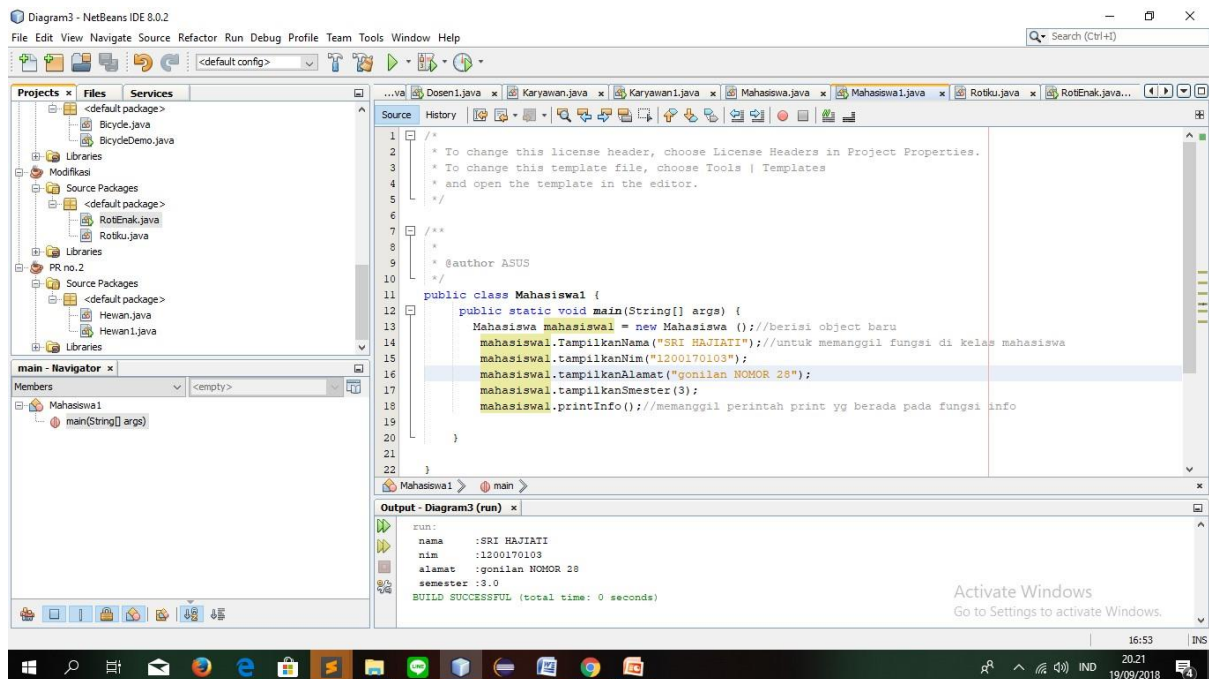 Diagram3 - NetBeans IDE 8.0.2
File Edit View Navigate Source Refactor Run Debug Profile Team Tools Window Help
Search (Ctrl+I)
<default config>
Projects Files Services
<default package>
Bicycle.java
BicycleDemo.java
Libraries
Modifikasi
Source Packages
<default package>
RotiEnak.java
Rotiku.java
Libraries
PR no.2
Source Packages
<default package>
Hewan.java
Hewan1.java
Libraries
main - Navigator
Members <empty>
Mahasiswa1
main(String[] args)
...va Dosen1.java Karyawan.java Karyawan1.java Mahasiswa.java Mahasiswa1.java Rotiku.java RotiEnak.java...
Source History
1 /*
2 * To change this license header, choose License Headers in Project Properties.
3 * To change this template file, choose Tools | Templates
4 * and open the template in the editor.
5 */
6
7 /**
8 *
9 * @author ASUS
10 */
11 public class Mahasiswa1 {
12 public static void main(String[] args) {
13 Mahasiswa mahasiswa1 = new Mahasiswa ();//berisi object baru
14 mahasiswa1.TampilkanNama("SRI HAJIATI");//untuk memanggil fungsi di kelas mahasiswa
15 mahasiswa1.tampilkanNim("l200170103");
16 mahasiswa1.tampilkanAlamat("gonilan NOMOR 28");
17 mahasiswa1.tampilkanSmester(3);
18 mahasiswa1.printInfo();//memanggil perintah print yg berada pada fungsi info
19
20 }
21
22 }
Mahasiswa1 main
Output - Diagram3 (run)
run:
nama :SRI HAJIATI
nim :l200170103
alamat :gonilan NOMOR 28
semester :3.0
BUILD SUCCESSFUL (total time: 0 seconds)
Activate Windows
Go to Settings to activate Windows.
16:53 INS
IND
20.21
19/09/2018
4